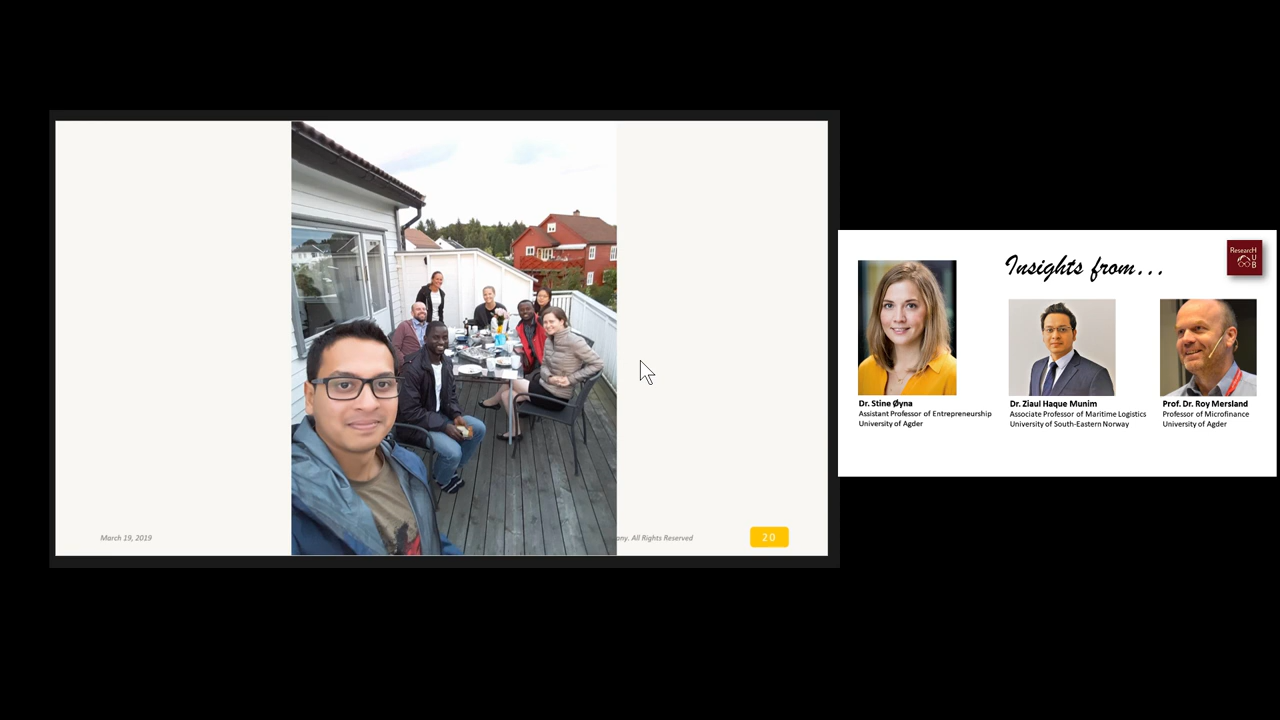 March 19, 2019
any. All Rights Reserved
20
Insights from...
ResearcH
U
B
Dr. Stine Øyna
Assistant Professor of Entrepreneurship
University of Agder
Dr. Ziaul Haque Munim
Associate Professor of Maritime Logistics
University of South-Eastern Norway
Prof. Dr. Roy Mersland
Professor of Microfinance
University of Agder